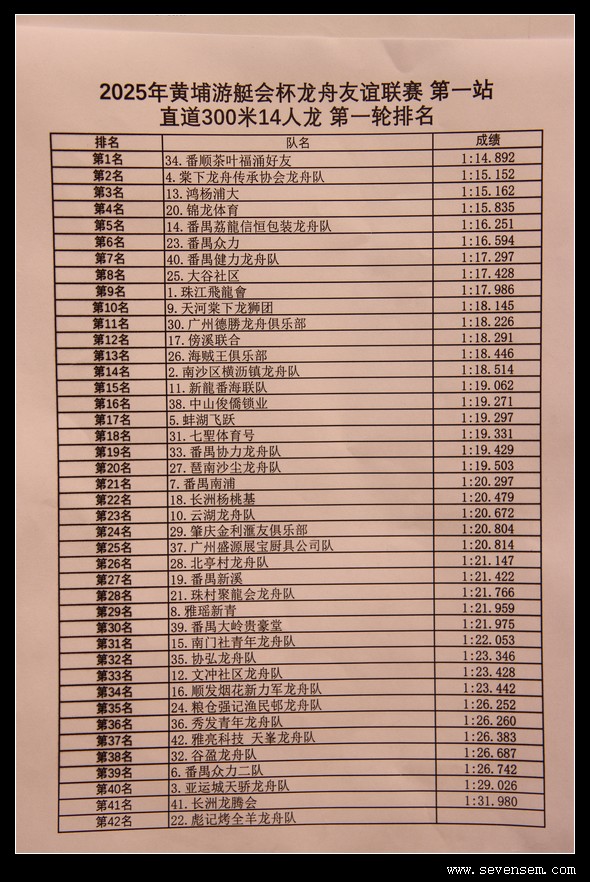 2025年黄埔游艇会杯龙舟友谊联赛 第一站
直道300米14人龙 第一轮排名
排名 队名 成绩
第1名 34.番顺茶叶福涌好友 1:14.892
第2名 4.棠下龙舟传承协会龙舟队 1:15.152
第3名 13.鸿杨浦大 1:15.162
第4名 20.锦龙体育 1:15.835
第5名 14.番禺荔龍信恒包装龙舟队 1:16.251
第6名 23.番禺众力 1:16.594
第7名 40.番禺健力龙舟队 1:17.297
第8名 25.大谷社区 1:17.428
第9名 1.珠江飛龍會 1:17.986
第10名 9.天河棠下龙狮团 1:18.145
第11名 30.广州德勝龙舟俱乐部 1:18.226
第12名 17.傍溪联合 1:18.291
第13名 26.海贼王俱乐部 1:18.446
第14名 2.南沙区横沥镇龙舟队 1:18.514
第15名 11.新龍番海联队 1:19.062
第16名 38.中山俊僑锁业 1:19.271
第17名 5.蚌湖飞跃 1:19.297
第18名 31.七聖体育号 1:19.331
第19名 33.番禺协力龙舟队 1:19.429
第20名 27.琶南沙尘龙舟队 1:19.503
第21名 7.番禺南浦 1:20.297
第22名 18.长洲杨桃基 1:20.479
第23名 10.云湖龙舟队 1:20.672
第24名 29.肇庆金利滙友俱乐部 1:20.804
第25名 37.广州盛源展宝厨具公司队 1:20.814
第26名 28.北亭村龙舟队 1:21.147
第27名 19.番禺新溪 1:21.422
第28名 21.珠村聚龍会龙舟队 1:21.766
第29名 8.雅瑶新青 1:21.959
第30名 39.番禺大岭贵豪堂 1:21.975
第31名 15.南门社青年龙舟队 1:22.053
第32名 35.协弘龙舟队 1:23.346
第33名 12.文冲社区龙舟队 1:23.428
第34名 16.顺发烟花新力军龙舟队 1:23.442
第35名 24.粮仓强记渔民邨龙舟队 1:26.252
第36名 36.秀发青年龙舟队 1:26.260
第37名 42.雅亮科技 天峯龙舟队 1:26.383
第38名 32.谷盈龙舟队 1:26.687
第39名 6.番禺众力二队 1:26.742
第40名 3.亚运城天骄龙舟队 1:29.026
第41名 41.长洲龙腾会 1:31.980
第42名 22.彪记烤全羊龙舟队
www.sevensem.com